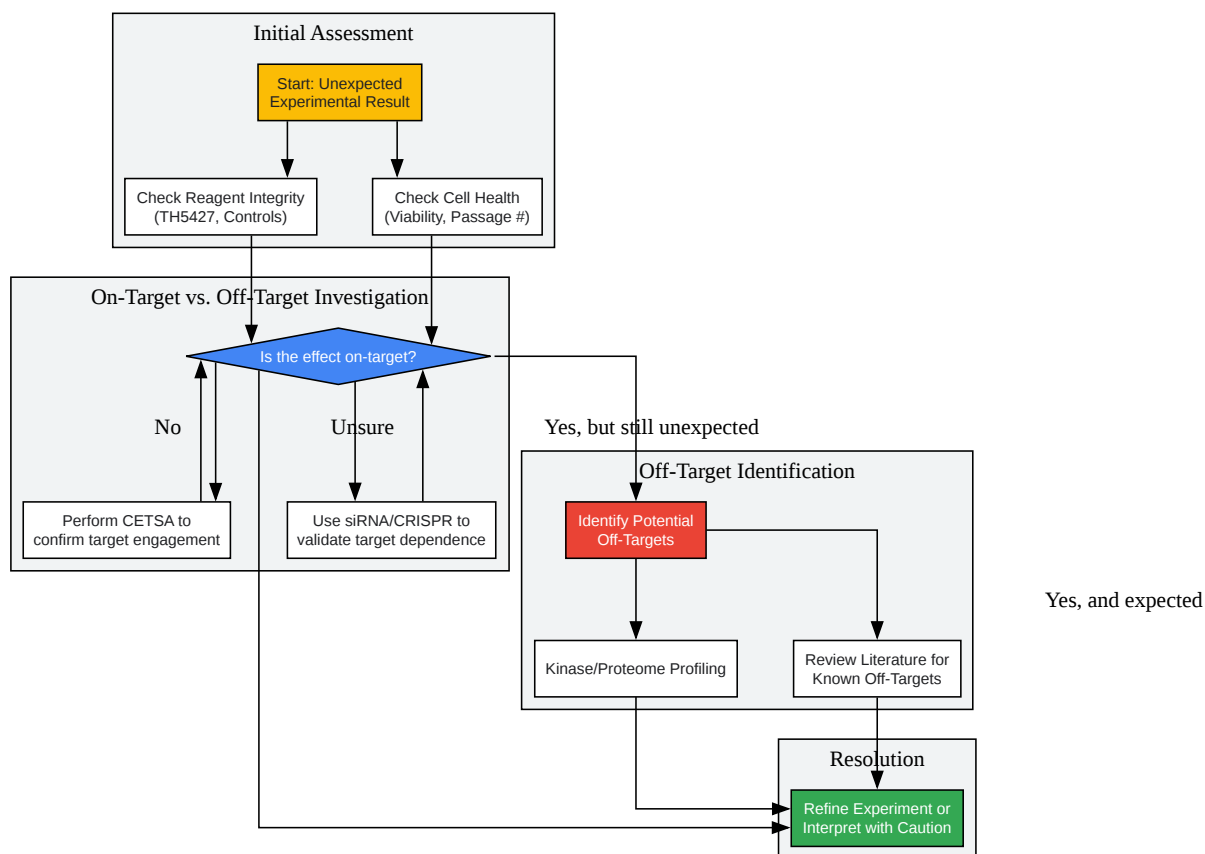 Initial Assessment
Start: Unexpected
Experimental Result
Check Reagent Integrity
(TH5427, Controls)
Check Cell Health
(Viability, Passage #)
On-Target vs. Off-Target Investigation
Is the effect on-target?
No
Unsure
Yes, but still unexpected
Perform CETSA to
confirm target engagement
Use siRNA/CRISPR to
validate target dependence
Off-Target Identification
Identify Potential
Off-Targets
Yes, and expected
Kinase/Proteome Profiling
Review Literature for
Known Off-Targets
Resolution
Refine Experiment or
Interpret with Caution